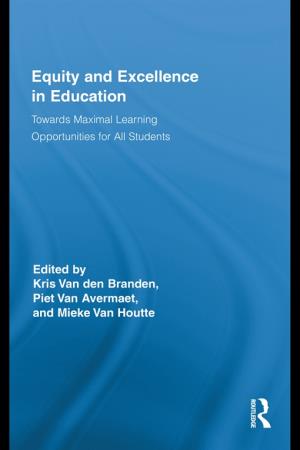 Equity and Excellence
in Education
Towards Maximal Learning
Opportunities for All Students
Edited by
Kris Van den Branden,
Piet Van Avermaet,
and Mieke Van Houtte
ROUTLEDGE